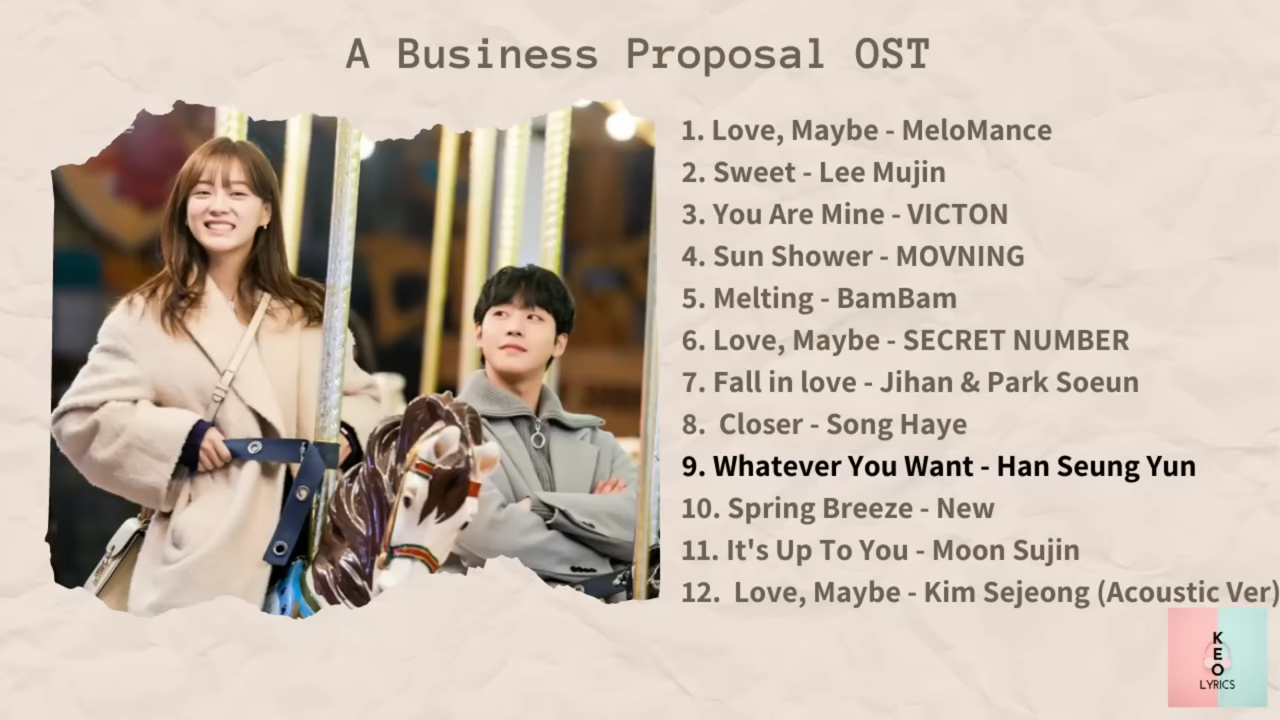 A Business Proposal OST
1. Love, Maybe - MeloMance
2. Sweet - Lee Mujin
3. You Are Mine - VICTON
4. Sun Shower - MOVNING
5. Melting - BamBam
6. Love, Maybe - SECRET NUMBER
7. Fall in love - Jihan & Park Soeun
8. Closer - Song Haye
9. Whatever You Want - Han Seung Yun
10. Spring Breeze - New
11. It's Up To You - Moon Sujin
12. Love, Maybe - Kim Sejeong (Acoustic Ver)
KEO
LYRICS